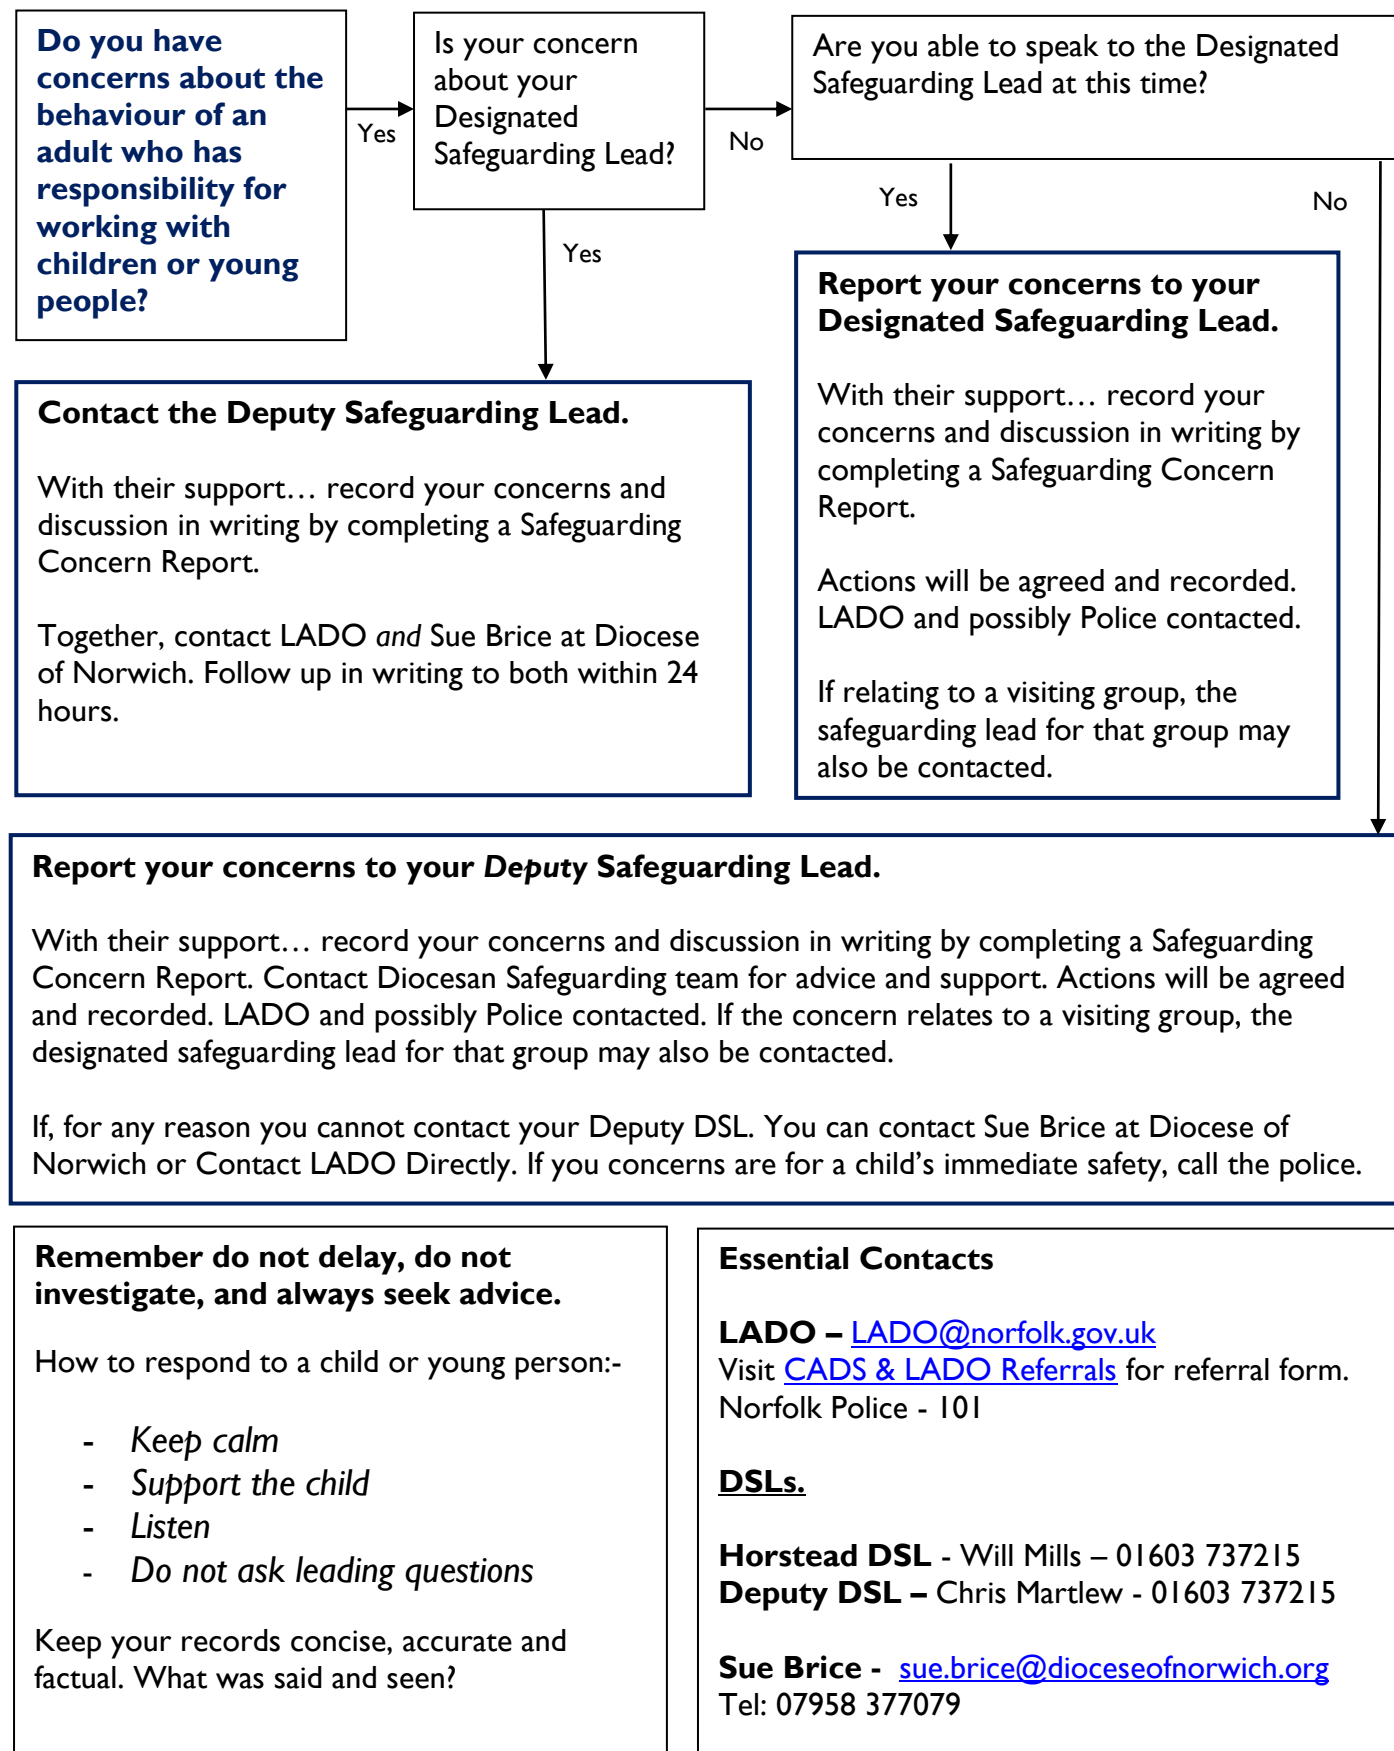 Do you have
concerns about the
behaviour of an
adult who has
responsibility for
working with
children or young
people?
Yes
Is your concern
about your
Designated
Safeguarding Lead?
No
Are you able to speak to the Designated
Safeguarding Lead at this time?
Yes
No
Yes
Contact the Deputy Safeguarding Lead.
With their support… record your concerns and
discussion in writing by completing a Safeguarding
Concern Report.
Together, contact LADO and Sue Brice at Diocese
of Norwich. Follow up in writing to both within 24
hours.
Report your concerns to your
Designated Safeguarding Lead.
With their support… record your
concerns and discussion in writing by
completing a Safeguarding Concern
Report.
Actions will be agreed and recorded.
LADO and possibly Police contacted.
If relating to a visiting group, the
safeguarding lead for that group may
also be contacted.
Report your concerns to your Deputy Safeguarding Lead.
With their support… record your concerns and discussion in writing by completing a Safeguarding
Concern Report. Contact Diocesan Safeguarding team for advice and support. Actions will be agreed
and recorded. LADO and possibly Police contacted. If the concern relates to a visiting group, the
designated safeguarding lead for that group may also be contacted.
If, for any reason you cannot contact your Deputy DSL. You can contact Sue Brice at Diocese of
Norwich or Contact LADO Directly. If you concerns are for a child’s immediate safety, call the police.
Remember do not delay, do not
investigate, and always seek advice.
How to respond to a child or young person:-
- Keep calm
- Support the child
- Listen
- Do not ask leading questions
Keep your records concise, accurate and
factual. What was said and seen?
Essential Contacts
LADO – LADO@norfolk.gov.uk
Visit CADS & LADO Referrals for referral form.
Norfolk Police - 101
DSLs.
Horstead DSL - Will Mills – 01603 737215
Deputy DSL – Chris Martlew - 01603 737215
Sue Brice - sue.brice@dioceseofnorwich.org
Tel: 07958 377079